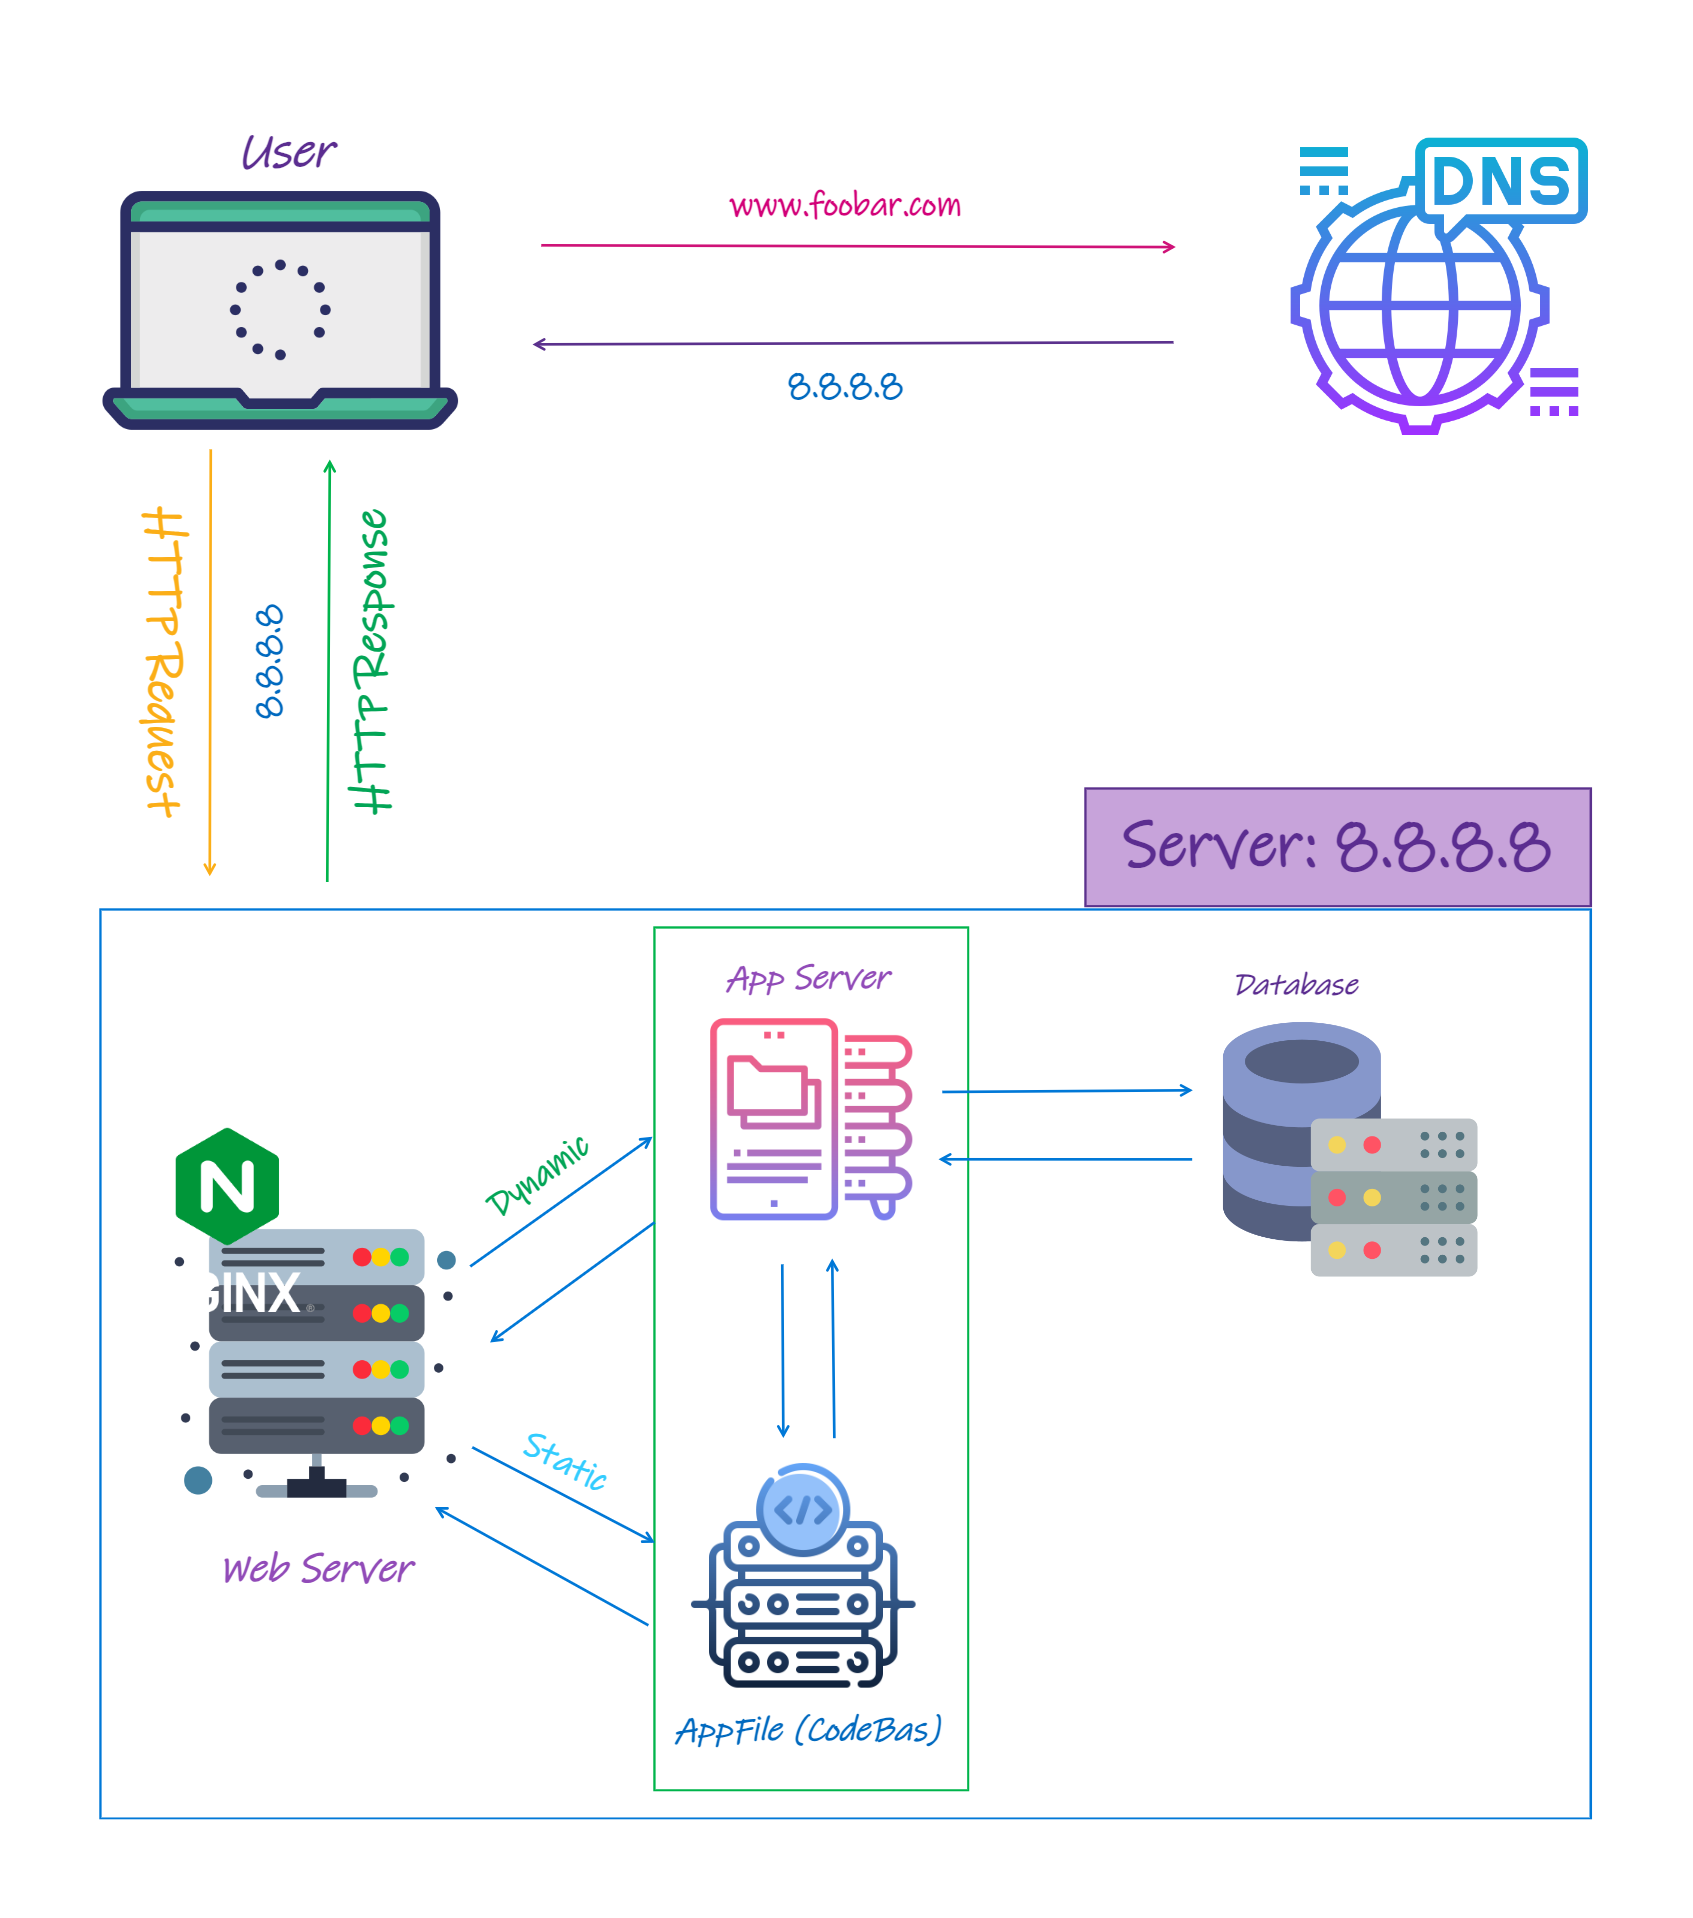 User
DNS
www.foobar.com
8.8.8.8
HTTP Request
8.8.8.8
HTTP Response
Server: 8.8.8.8
App Server
Database
Dynamic
N
GINX ®
Static
</>
Web Server
AppFile (CodeBas)